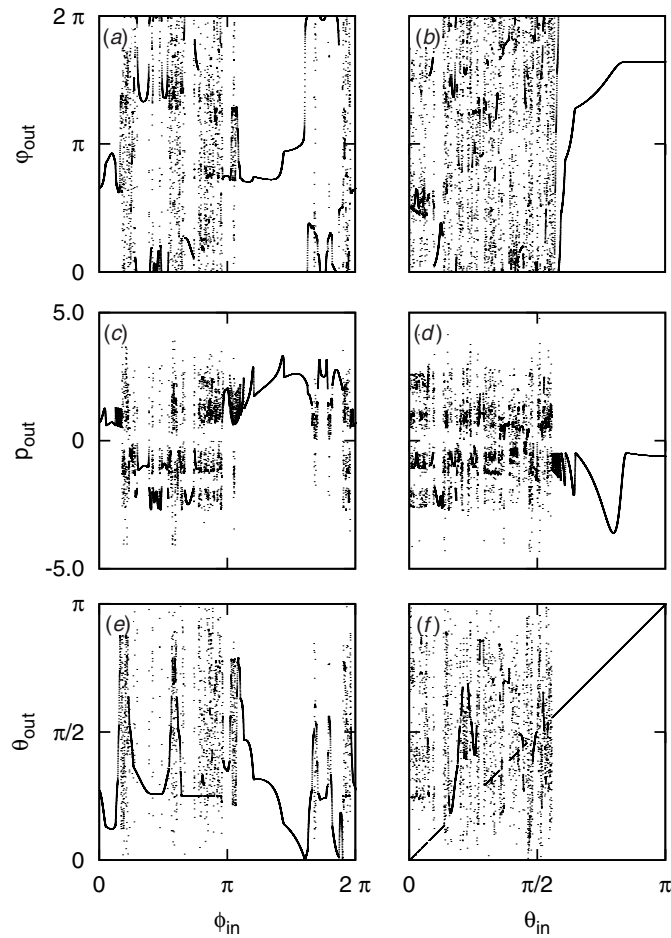 2 π
(a)
(b)
φout
π
0
5.0
(c)
(d)
pout
0
-5.0
π
(e)
(f)
θout
π/2
0
0 π 2 π 0 π/2 π
ϕin θin